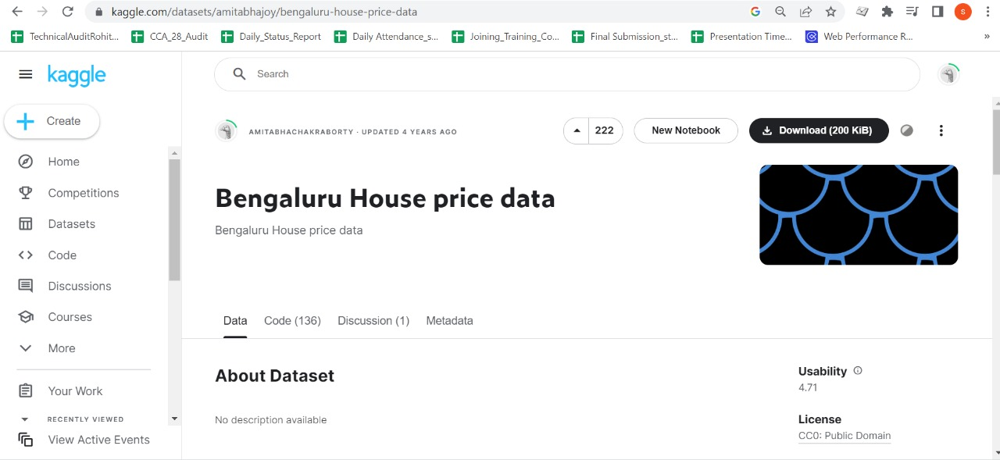 kaggle.com/datasets/amitabhajoy/bengaluru-house-price-data
S
TechnicalAuditRohit... CCA_28_Audit Daily_Status_Report Daily Attendance_s... Joining_Training_Co... Final Submission_st... Presentation Time... Web Performance R... »
kaggle
Search
Create
AMITABHACHAKRABORTY · UPDATED 4 YEARS AGO
222
New Notebook
Download (200 KiB)
Home
Competitions
Datasets
Code
Discussions
Courses
More
Your Work
RECENTLY VIEWED
View Active Events
Bengaluru House price data
Bengaluru House price data
Data Code (136) Discussion (1) Metadata
About Dataset
No description available
Usability
4.71
License
CC0: Public Domain